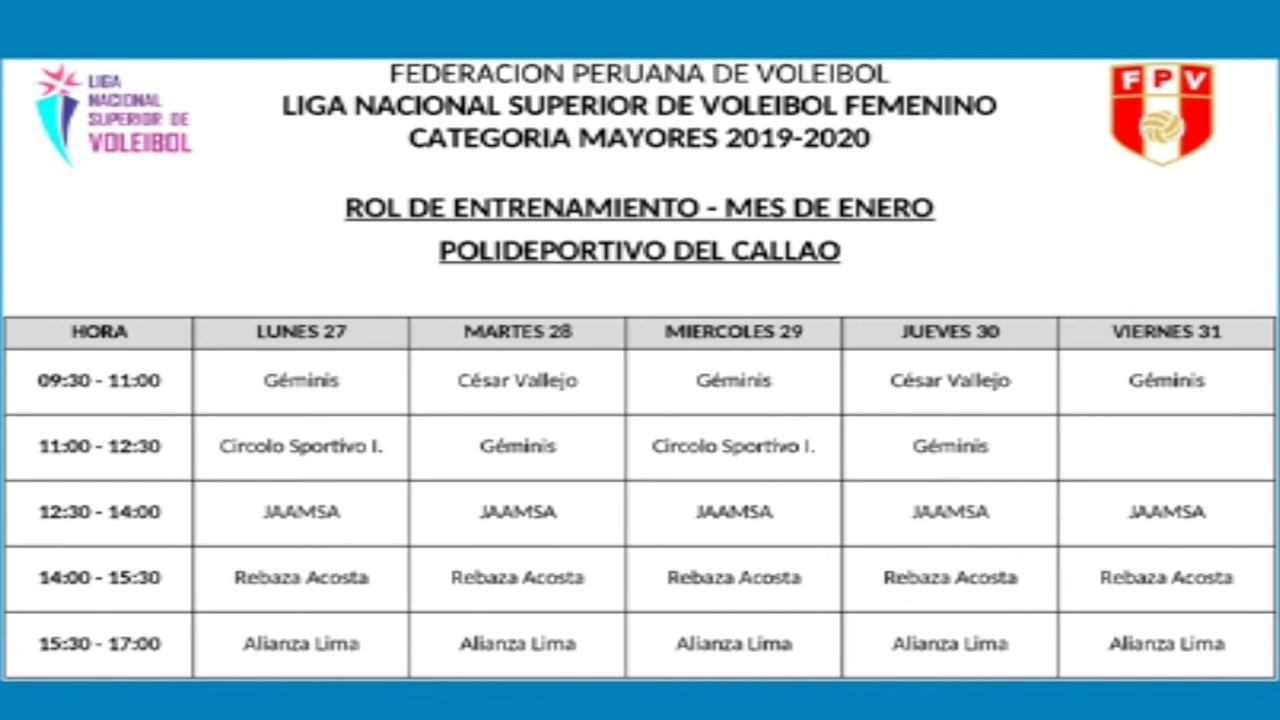 LIGA
NACIONAL
SUPERIOR DE
VOLEIBOL
FEDERACION PERUANA DE VOLEIBOL
LIGA NACIONAL SUPERIOR DE VOLEIBOL FEMENINO
CATEGORIA MAYORES 2019-2020
FPV
ROL DE ENTRENAMIENTO - MES DE ENERO
POLIDEPORTIVO DEL CALLAO
HORA LUNES 27 MARTES 28 MIERCOLES 29 JUEVES 30 VIERNES 31
09:30 - 11:00 Géminis César Vallejo Géminis César Vallejo Géminis
11:00 - 12:30 Circolo Sportivo I. Géminis Circolo Sportivo I. Géminis
12:30 - 14:00 JAAMSA JAAMSA JAAMSA JAAMSA JAAMSA
14:00 - 15:30 Rebaza Acosta Rebaza Acosta Rebaza Acosta Rebaza Acosta Rebaza Acosta
15:30 - 17:00 Alianza Lima Alianza Lima Alianza Lima Alianza Lima Alianza Lima